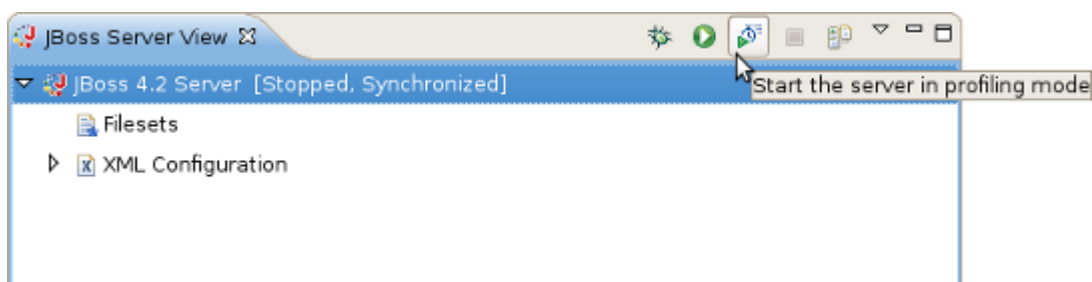 JBoss Server View
JBoss 4.2 Server [Stopped, Synchronized]
Start the server in profiling mode
Filesets
XML Configuration